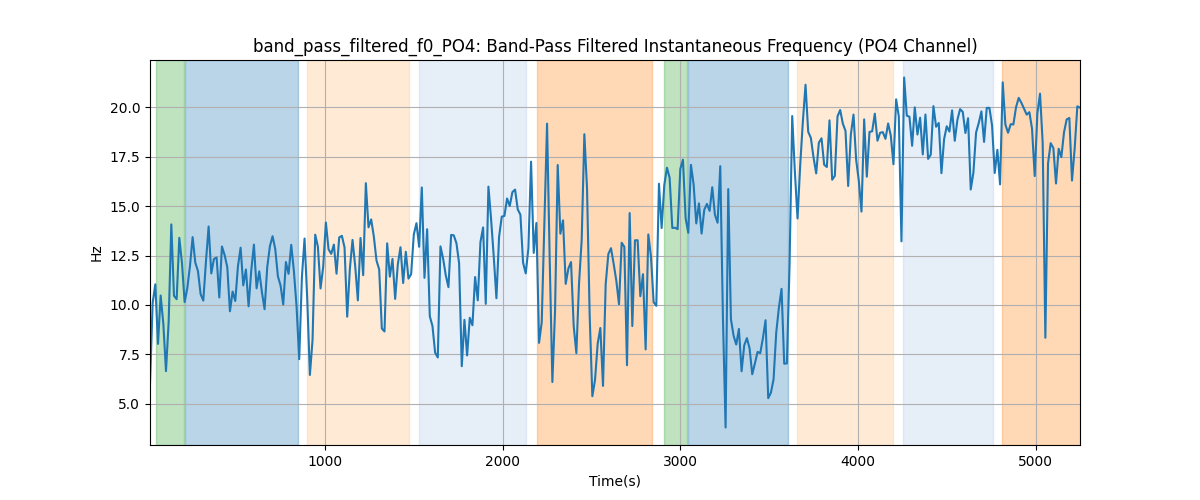 band_pass_filtered_f0_PO4: Band-Pass Filtered Instantaneous Frequency (PO4 Channel)
20.0
17.5
15.0
12.5
10.0
7.5
5.0
Hz
1000 2000 3000 4000 5000
Time(s)